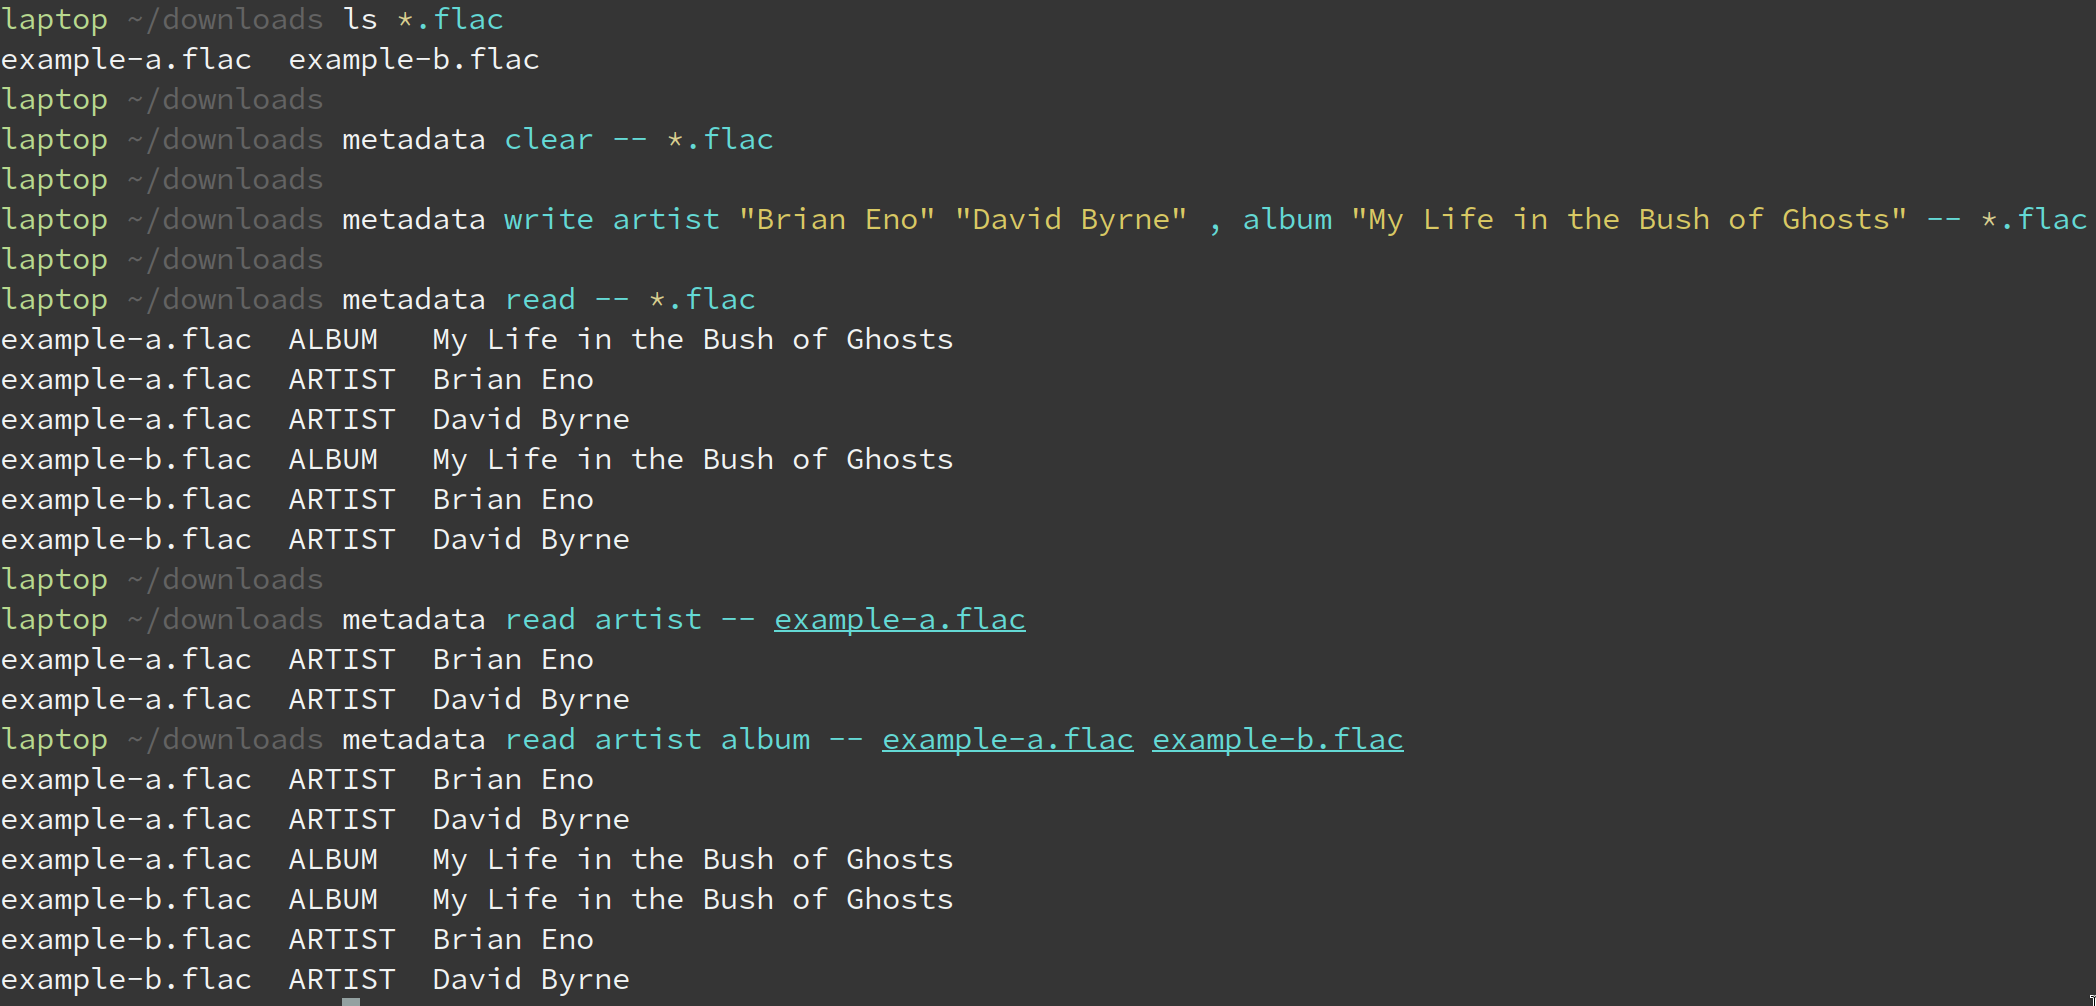 laptop ~/downloads ls *.flac
example-a.flac  example-b.flac
laptop ~/downloads
laptop ~/downloads metadata clear -- *.flac
laptop ~/downloads
laptop ~/downloads metadata write artist "Brian Eno" "David Byrne" , album "My Life in the Bush of Ghosts" -- *.flac
laptop ~/downloads
laptop ~/downloads metadata read -- *.flac
example-a.flac  ALBUM   My Life in the Bush of Ghosts
example-a.flac  ARTIST  Brian Eno
example-a.flac  ARTIST  David Byrne
example-b.flac  ALBUM   My Life in the Bush of Ghosts
example-b.flac  ARTIST  Brian Eno
example-b.flac  ARTIST  David Byrne
laptop ~/downloads
laptop ~/downloads metadata read artist -- example-a.flac
example-a.flac  ARTIST  Brian Eno
example-a.flac  ARTIST  David Byrne
laptop ~/downloads metadata read artist album -- example-a.flac example-b.flac
example-a.flac  ARTIST  Brian Eno
example-a.flac  ARTIST  David Byrne
example-a.flac  ALBUM   My Life in the Bush of Ghosts
example-b.flac  ALBUM   My Life in the Bush of Ghosts
example-b.flac  ARTIST  Brian Eno
example-b.flac  ARTIST  David Byrne